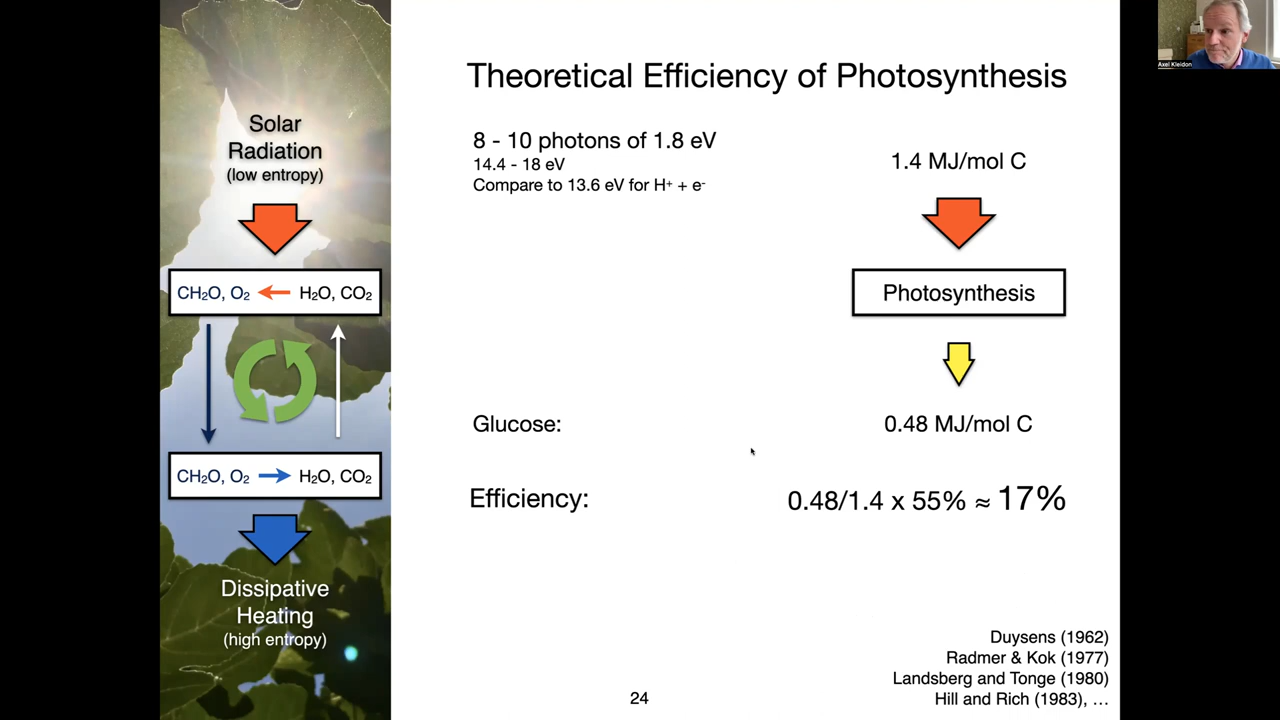 Solar
Radiation
(low entropy)
CH₂O, O₂
H₂O, CO₂
CH₂O, O₂
H₂O, CO₂
Dissipative
Heating
(high entropy)
Theoretical Efficiency of Photosynthesis
8 - 10 photons of 1.8 eV
14.4 - 18 eV
Compare to 13.6 eV for H⁺ + e⁻
1.4 MJ/mol C
Photosynthesis
Glucose:
0.48 MJ/mol C
Efficiency:
0.48/1.4 x 55% ≈ 17%
Duysens (1962)
Radmer & Kok (1977)
Landsberg and Tonge (1980)
Hill and Rich (1983), …
24
Axel Kleidon